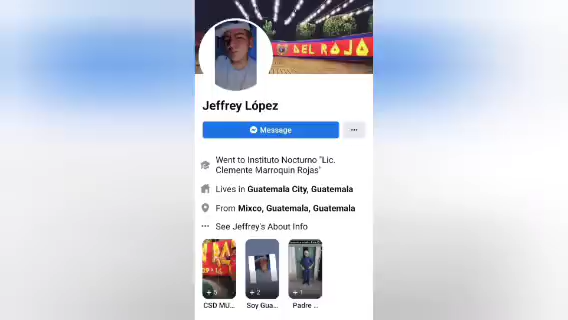 DEL ROJO
Jeffrey López
Message
Went to Instituto Nocturno "Lic.
Clemente Marroquin Rojas"
Lives in Guatemala City, Guatemala
From Mixco, Guatemala, Guatemala
See Jeffrey's About Info
+ 5
+ 2
+ 1
CSD MU...
Soy Gua...
Padre ...